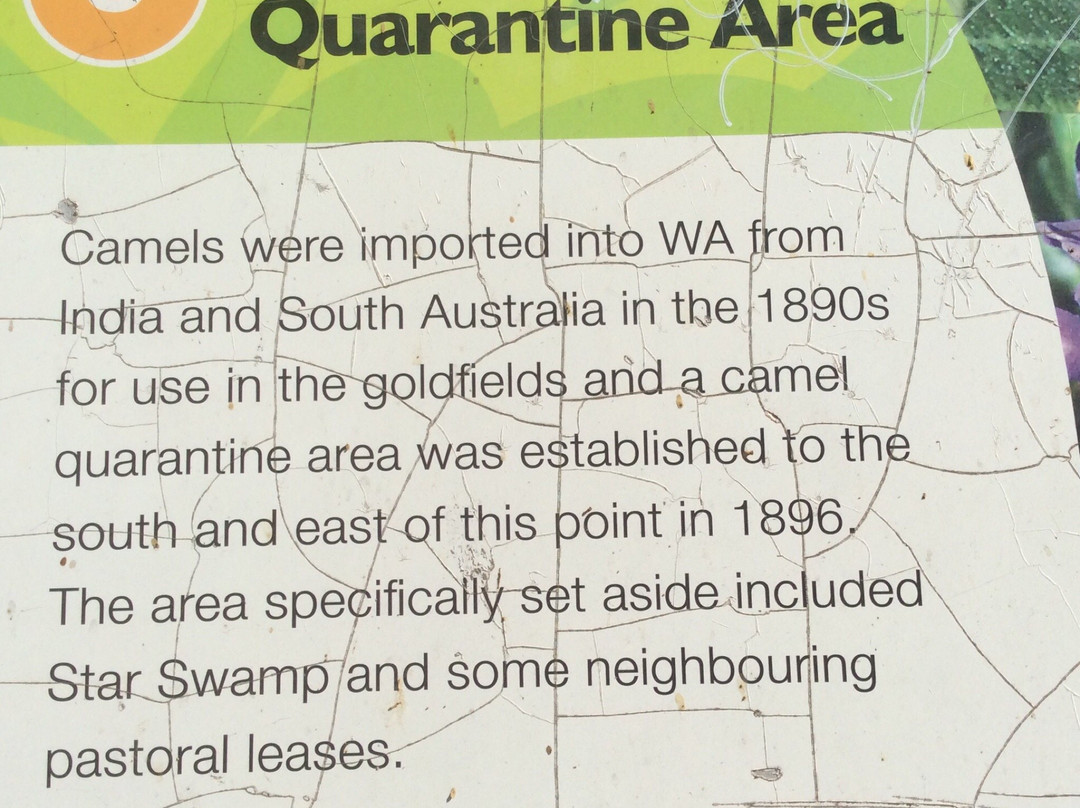 Quarantine Area
Camels were imported into WA from
India and South Australia in the 1890s
for use in the goldfields and a camel
quarantine area was established to the
south and east of this point in 1896.
The area specifically set aside included
Star Swamp and some neighbouring
pastoral leases.